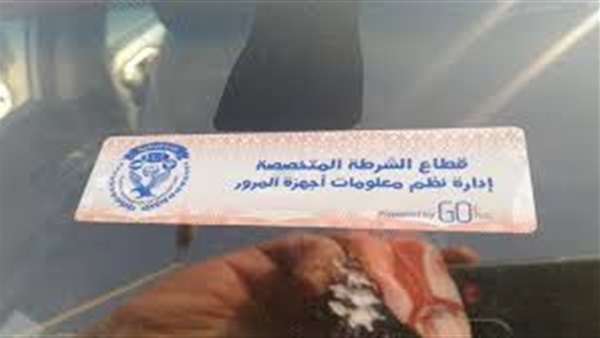 قطاع الشرطة المتخصصة
إدارة نظم معلومات أجهزة المرور
Powered by GO